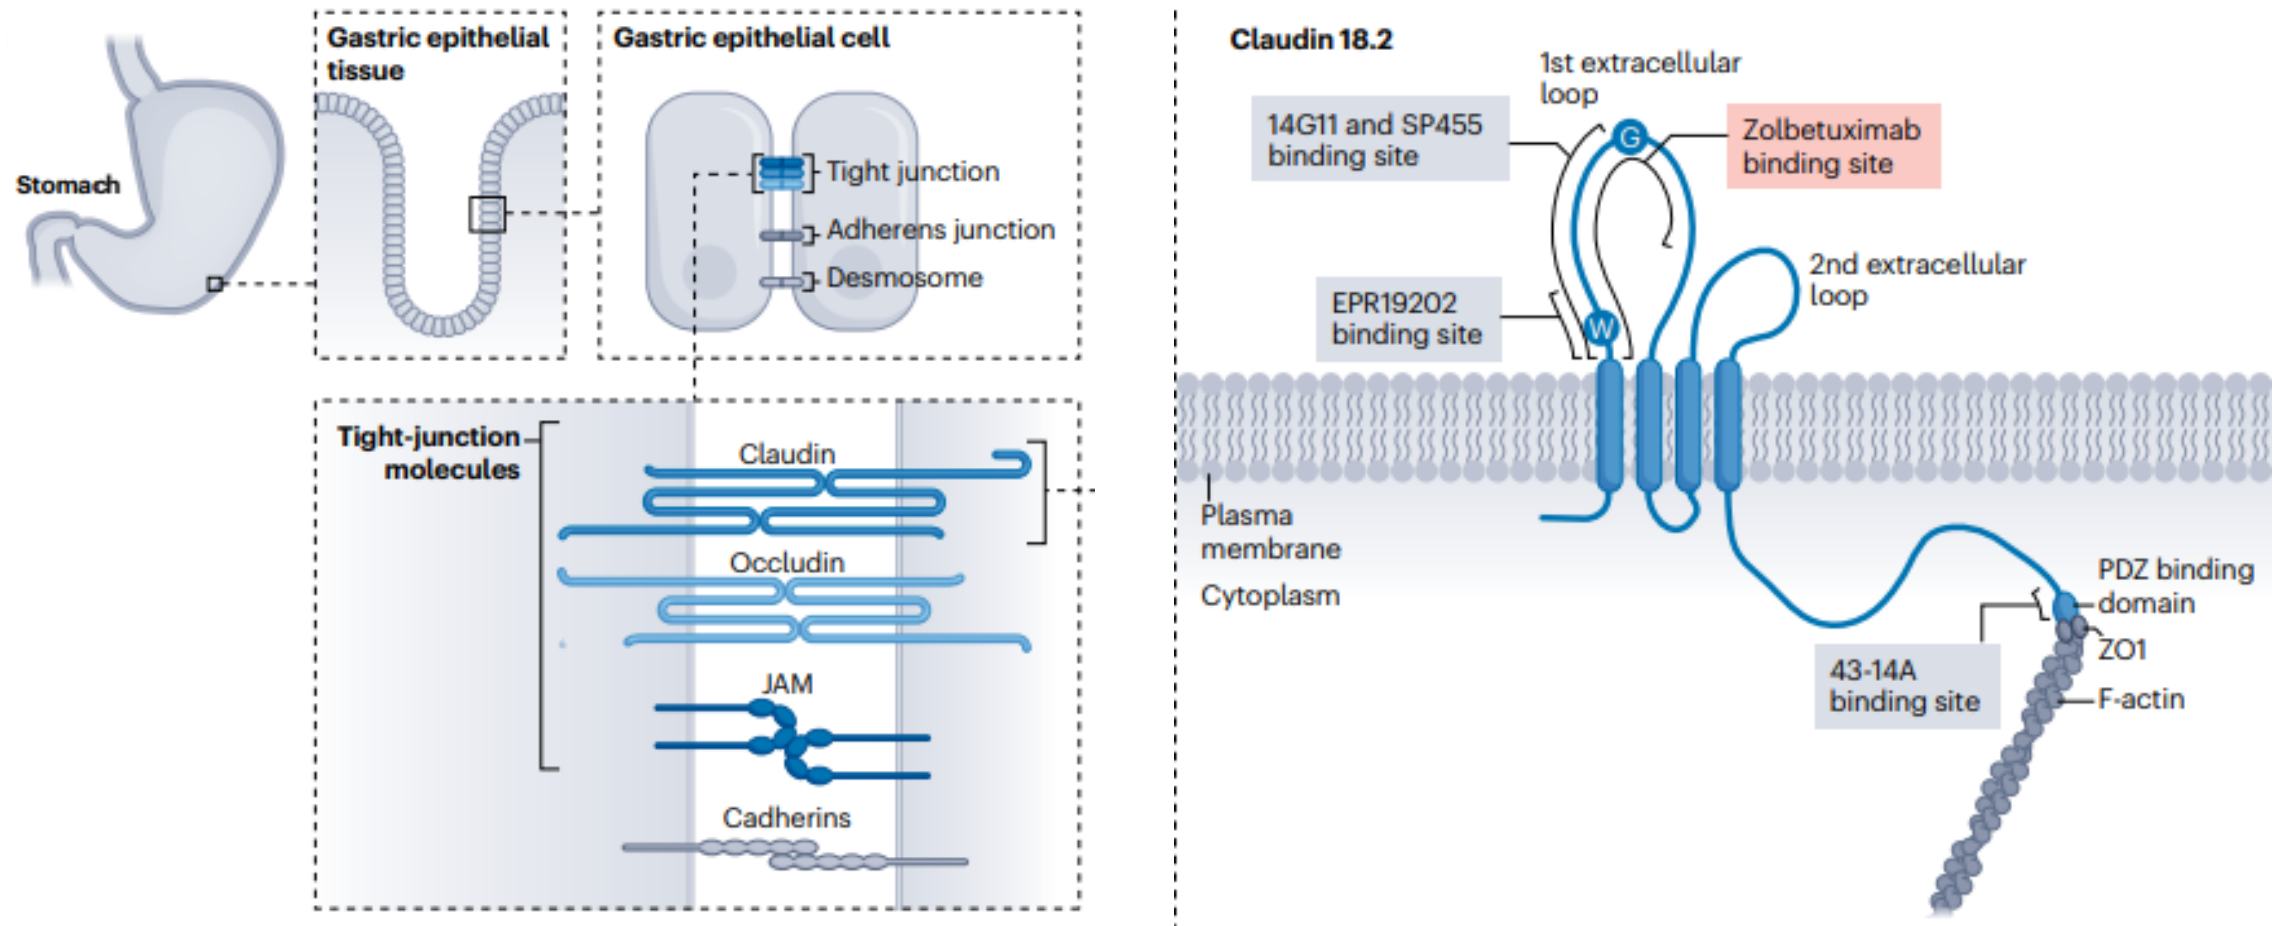 Stomach
Gastric epithelial
tissue
Gastric epithelial cell
Tight junction
Adherens junction
Desmosome
Tight-junction
molecules
Claudin
Occludin
JAM
Cadherins
Claudin 18.2
1st extracellular
loop
14G11 and SP455
binding site
G
Zolbetuximab
binding site
2nd extracellular
loop
EPR19202
binding site
W
Plasma
membrane
Cytoplasm
PDZ binding
domain
ZO1
43-14A
binding site
F-actin